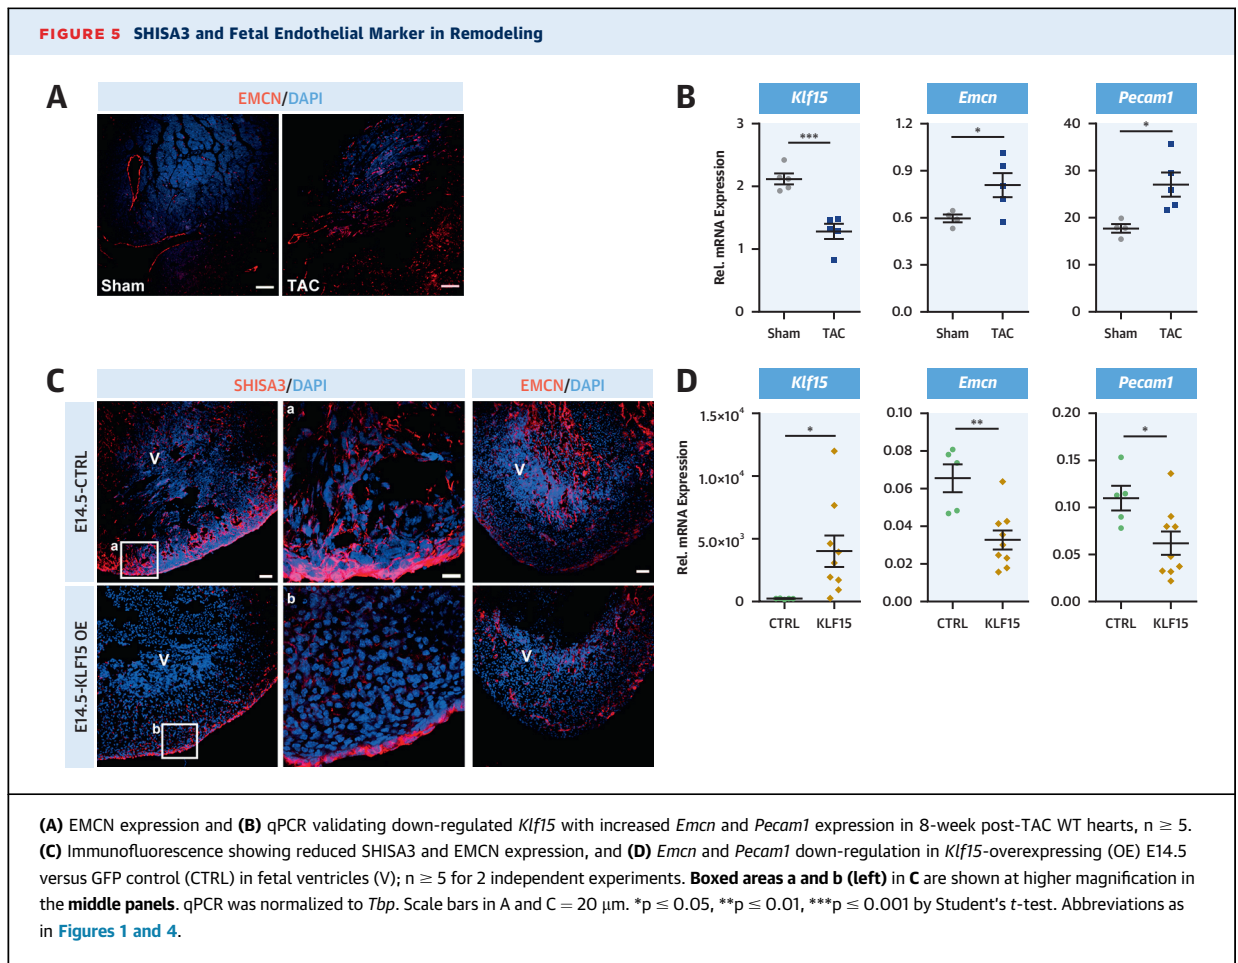 FIGURE 5 SHISA3 and Fetal Endothelial Marker in Remodeling
A
EMCN/DAPI
Sham
TAC
B
Klf15
Emcn
Pecam1
Rel. mRNA Expression
3
2
1
0
***
Sham TAC
1.2
0.9
0.6
0.3
0.0
*
Sham TAC
40
30
20
10
0
*
Sham TAC
C
SHISA3/DAPI
EMCN/DAPI
E14.5-CTRL
V
a
a
V
E14.5-KLF15 OE
V
b
b
V
D
Klf15
Emcn
Pecam1
Rel. mRNA Expression
1.5×10⁴
1.0×10⁴
5.0×10³
0
*
CTRL KLF15
0.10
0.08
0.06
0.04
0.02
0.00
**
CTRL KLF15
0.20
0.15
0.10
0.05
0.00
*
CTRL KLF15
(A) EMCN expression and (B) qPCR validating down-regulated Klf15 with increased Emcn and Pecam1 expression in 8-week post-TAC WT hearts, n ≥ 5.
(C) Immunofluorescence showing reduced SHISA3 and EMCN expression, and (D) Emcn and Pecam1 down-regulation in Klf15-overexpressing (OE) E14.5
versus GFP control (CTRL) in fetal ventricles (V); n ≥ 5 for 2 independent experiments. Boxed areas a and b (left) in C are shown at higher magnification in
the middle panels. qPCR was normalized to Tbp. Scale bars in A and C = 20 μm. *p ≤ 0.05, **p ≤ 0.01, ***p ≤ 0.001 by Student's t-test. Abbreviations as
in Figures 1 and 4.